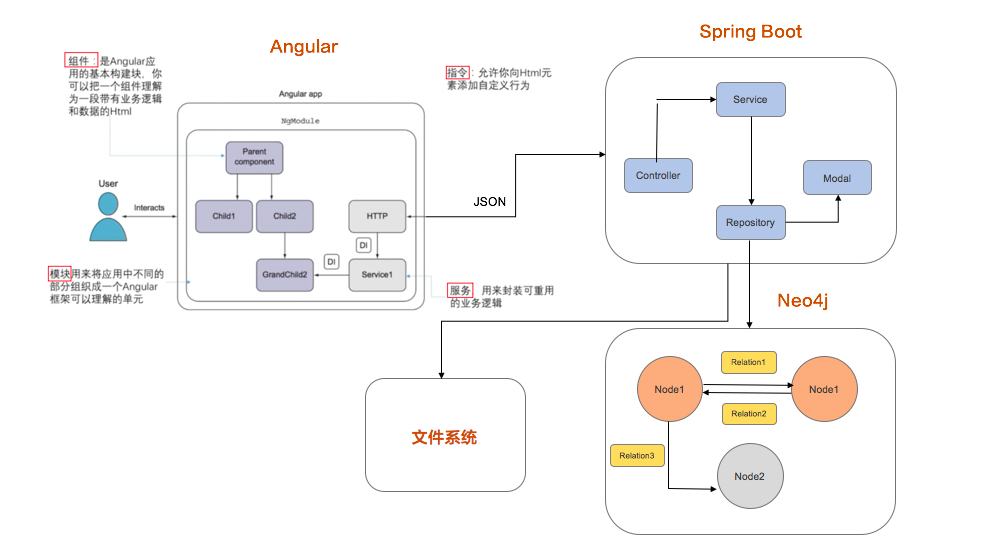 Angular
Spring Boot
组件：是Angular应
用的基本构建块，你
可以把一个组件理解
为一段带有业务逻辑
和数据的Html
指令：允许你向Html元
素添加自定义行为
Angular app
NgModule
Parent
component
Service
Controller
Modal
User
Interacts
Child1
Child2
HTTP
JSON
Repository
DI
DI
GrandChild2
Service1
模块用来将应用中不同的
部分组织成一个Angular
框架可以理解的单元
服务 用来封装可重用
的业务逻辑
Neo4j
Relation1
Node1
Node1
Relation2
文件系统
Relation3
Node2